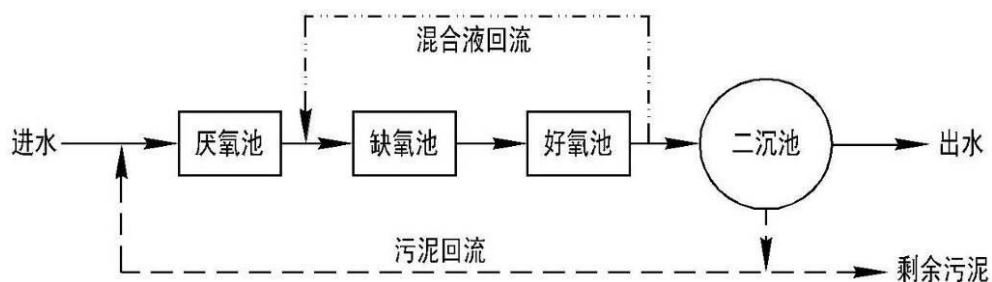 混合液回流
进水
厌氧池
缺氧池
好氧池
二沉池
出水
污泥回流
剩余污泥